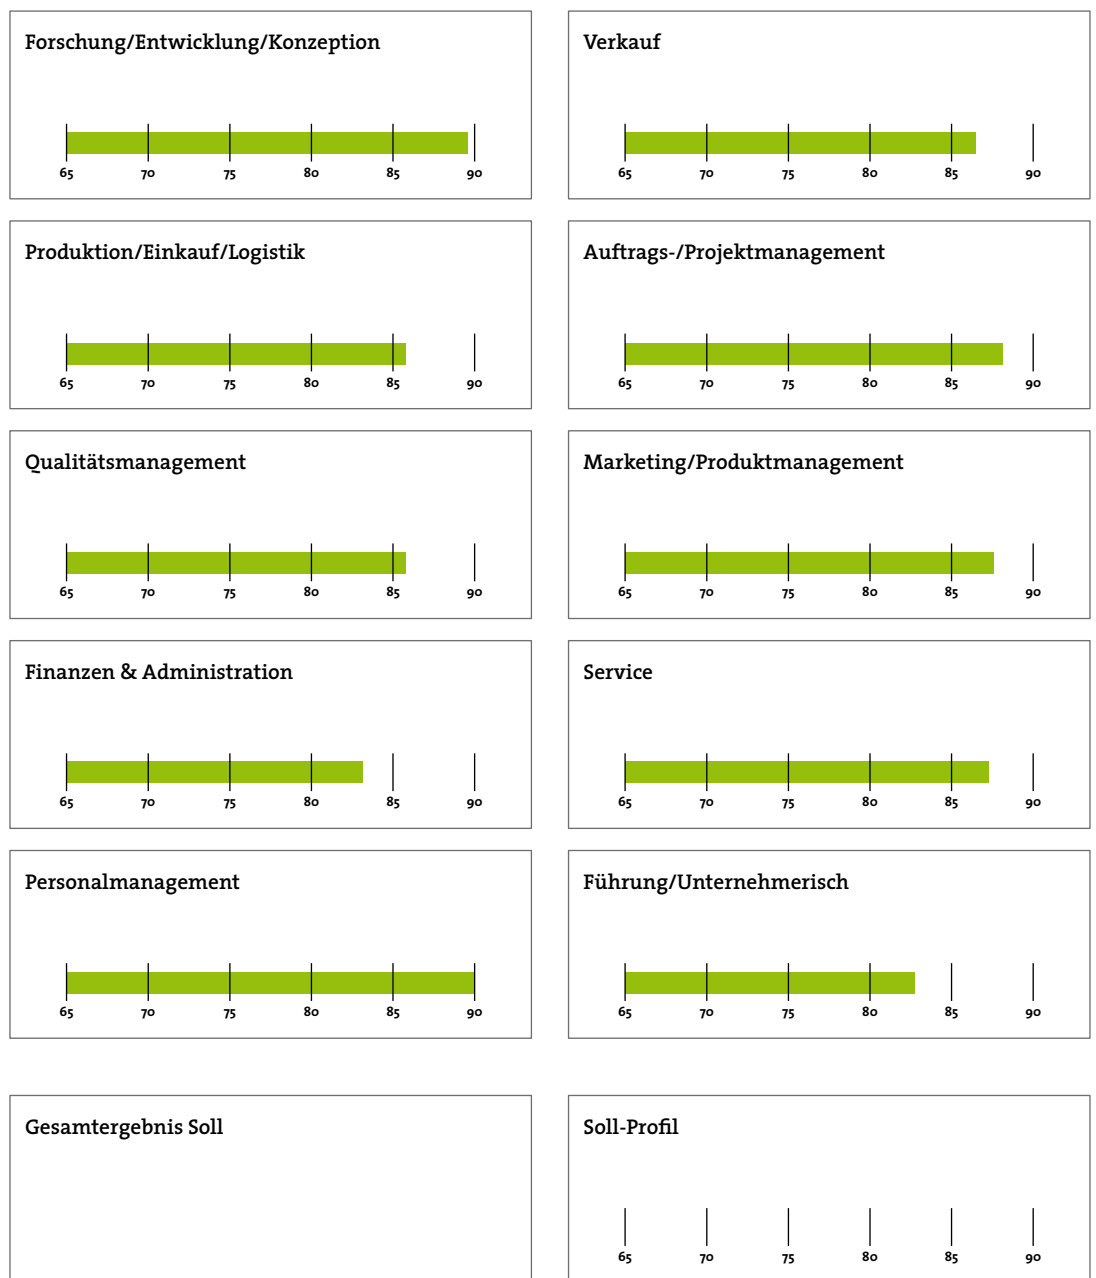 Forschung/Entwicklung/Konzeption
65 70 75 80 85 90
Verkauf
65 70 75 80 85 90
Produktion/Einkauf/Logistik
65 70 75 80 85 90
Auftrags-/Projektmanagement
65 70 75 80 85 90
Qualitätsmanagement
65 70 75 80 85 90
Marketing/Produktmanagement
65 70 75 80 85 90
Finanzen & Administration
65 70 75 80 85 90
Service
65 70 75 80 85 90
Personalmanagement
65 70 75 80 85 90
Führung/Unternehmerisch
65 70 75 80 85 90
Gesamtergebnis Soll
Soll-Profil
65 70 75 80 85 90